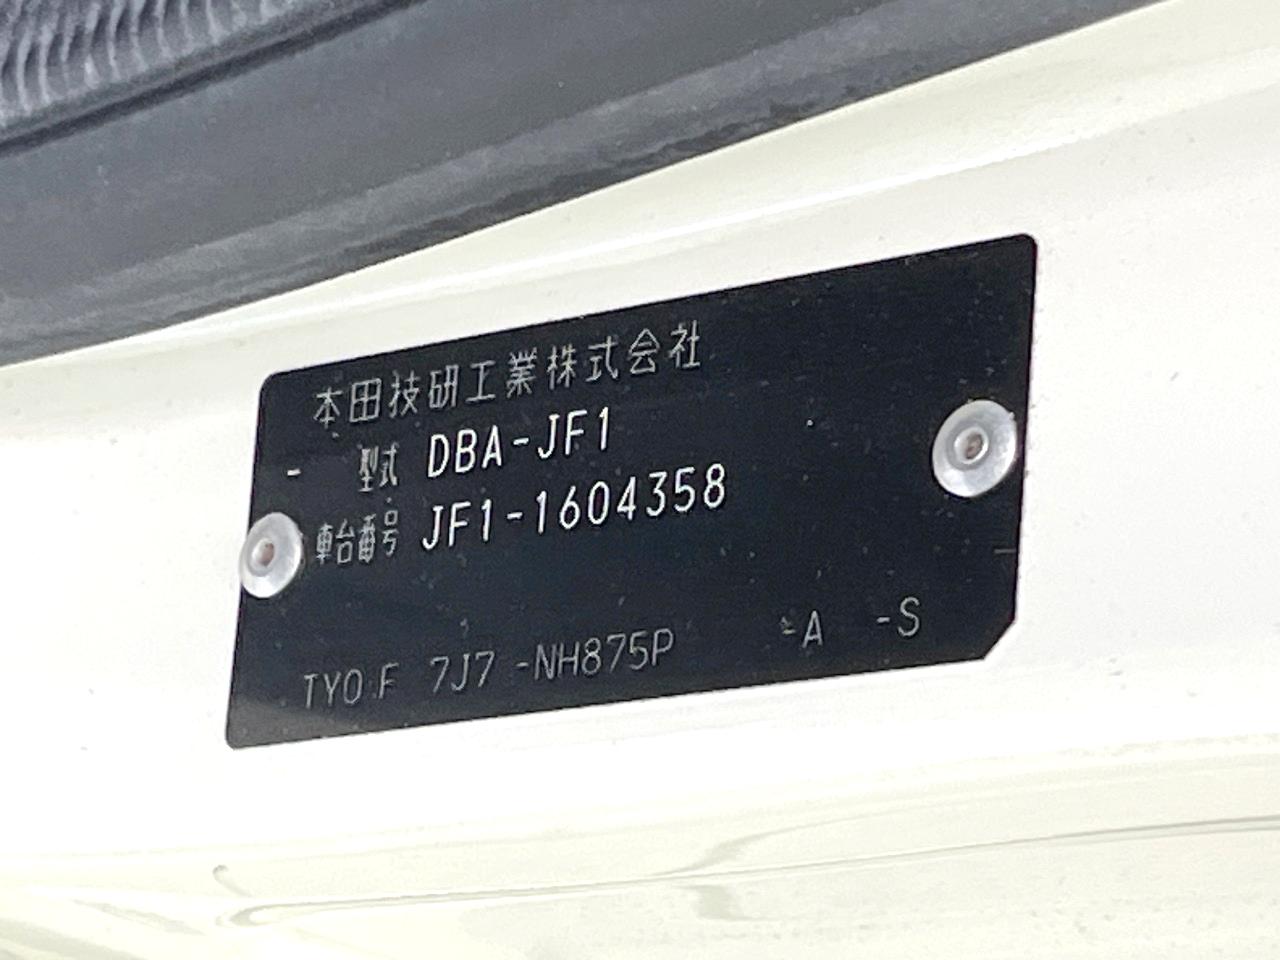 本田技研工業株式会社
- 型式 DBA-JF1
車台番号 JF1-1604358
TYO F 7J7 -NH875P -A -S